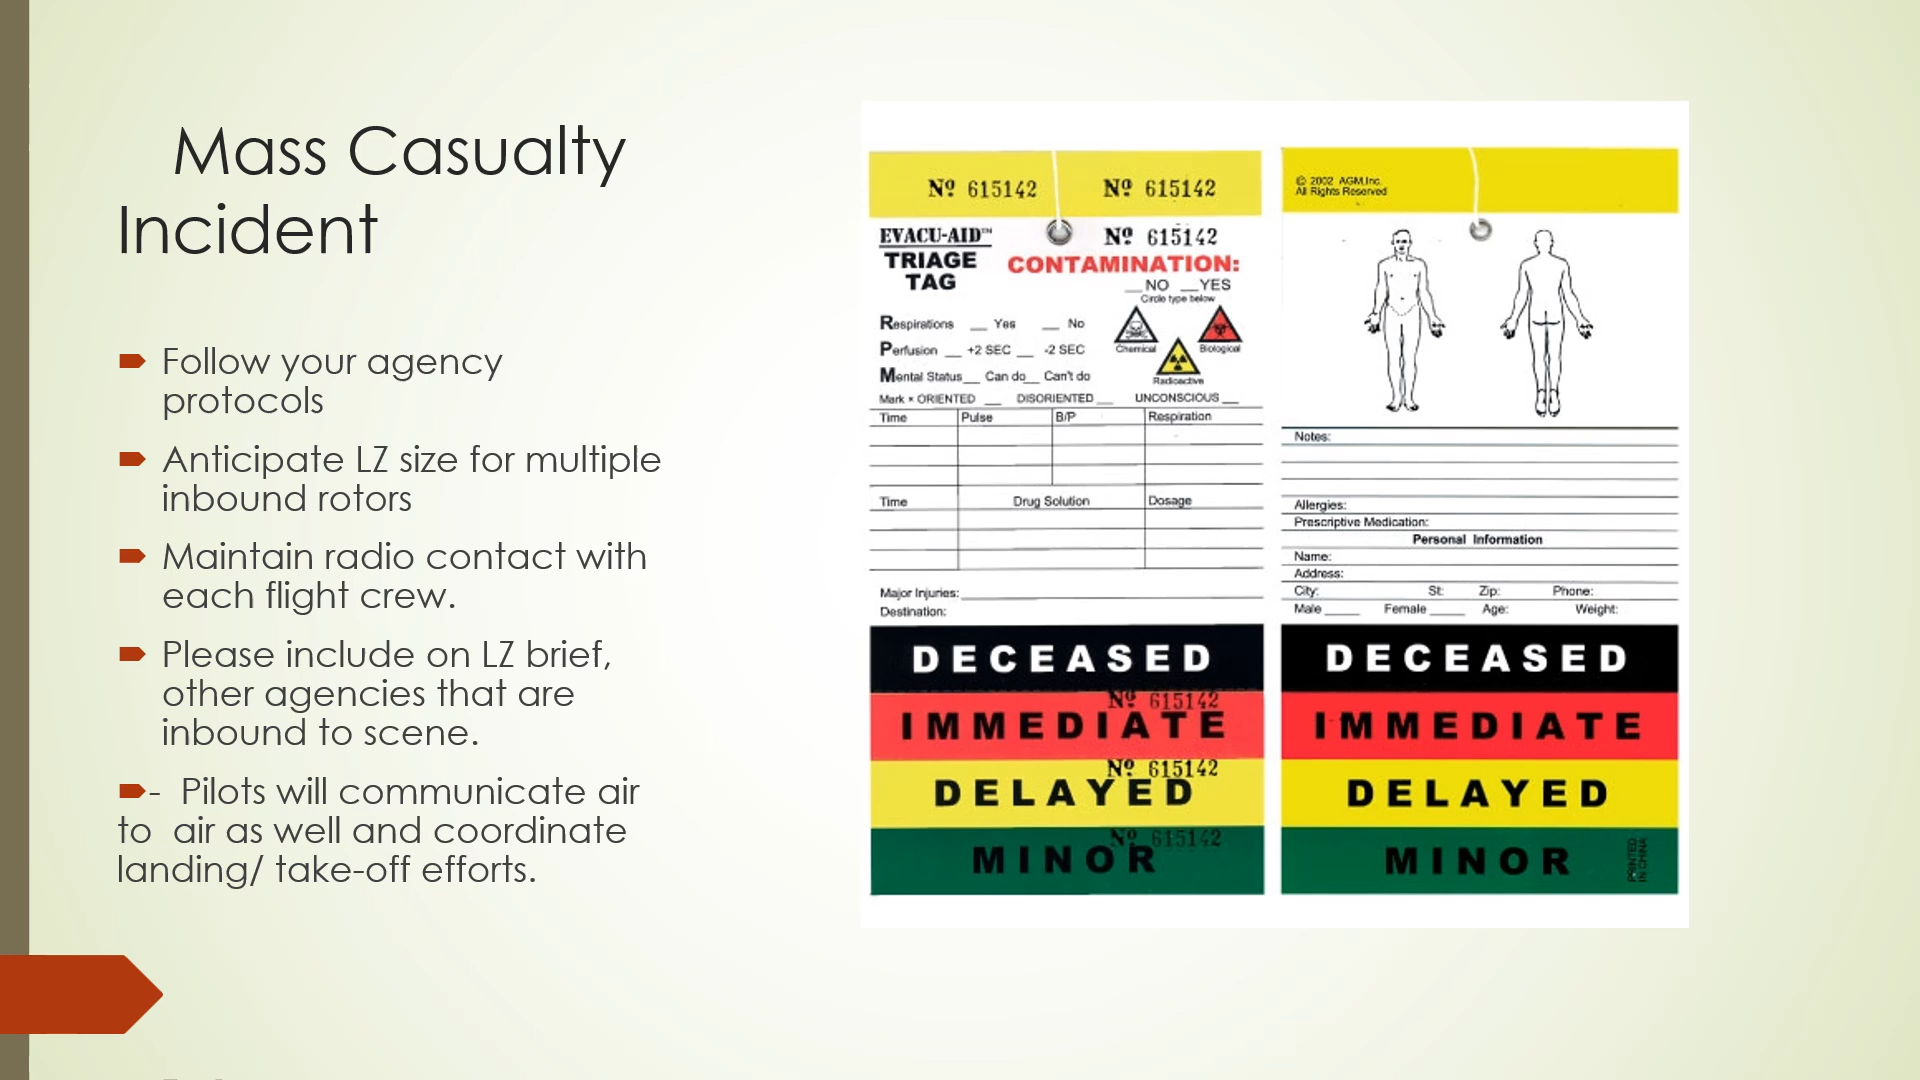 Mass Casualty
Incident
Follow your agency
protocols
Anticipate LZ size for multiple
inbound rotors
Maintain radio contact with
each flight crew.
Please include on LZ brief,
other agencies that are
inbound to scene.
- Pilots will communicate air
to air as well and coordinate
landing/ take-off efforts.
Nº 615142 Nº 615142
EVACU-AID™ Nº 615142
TRIAGE
TAG
CONTAMINATION:
__NO __YES
Circle type below
Respirations __ Yes __ No
Perfusion __ +2 SEC __ -2 SEC
Mental Status__ Can do__ Can't do
Chemical Biological
Radioactive
Mark × ORIENTED __ DISORIENTED __ UNCONSCIOUS __
Time Pulse B/P Respiration
Time Drug Solution Dosage
Major Injuries:
Destination:
DECEASED
Nº 615142
IMMEDIATE
Nº 615142
DELAYED
Nº 615142
MINOR
© 2002 AGM,Inc.
All Rights Reserved
Notes:
Allergies:
Prescriptive Medication:
Personal Information
Name:
Address:
City: St: Zip: Phone:
Male ____ Female ____ Age: Weight:
DECEASED
IMMEDIATE
DELAYED
MINOR
PRINTED
IN CHINA